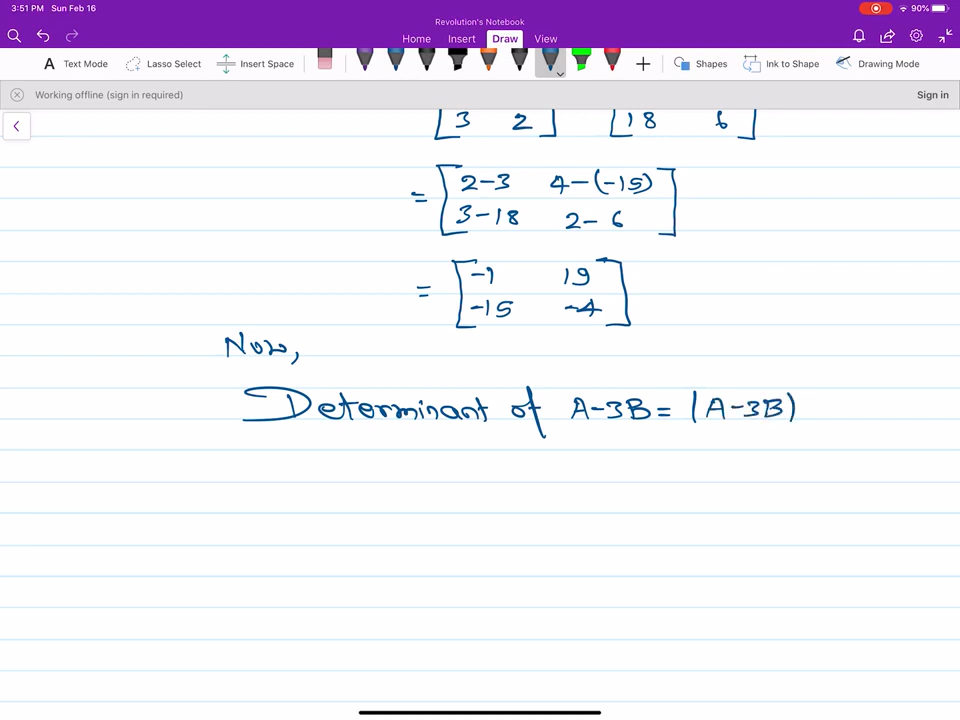 3:51 PM Sun Feb 16
90%
Revolution's Notebook
Home Insert Draw View
A Text Mode Lasso Select Insert Space + Shapes Ink to Shape Drawing Mode
Working offline (sign in required) Sign in
[3 2] [18 6]
= [2-3 4-(-15)
3-18 2-6]
= [-1 19
-15 -4]
Now,
Determinant of A-3B = |A-3B|